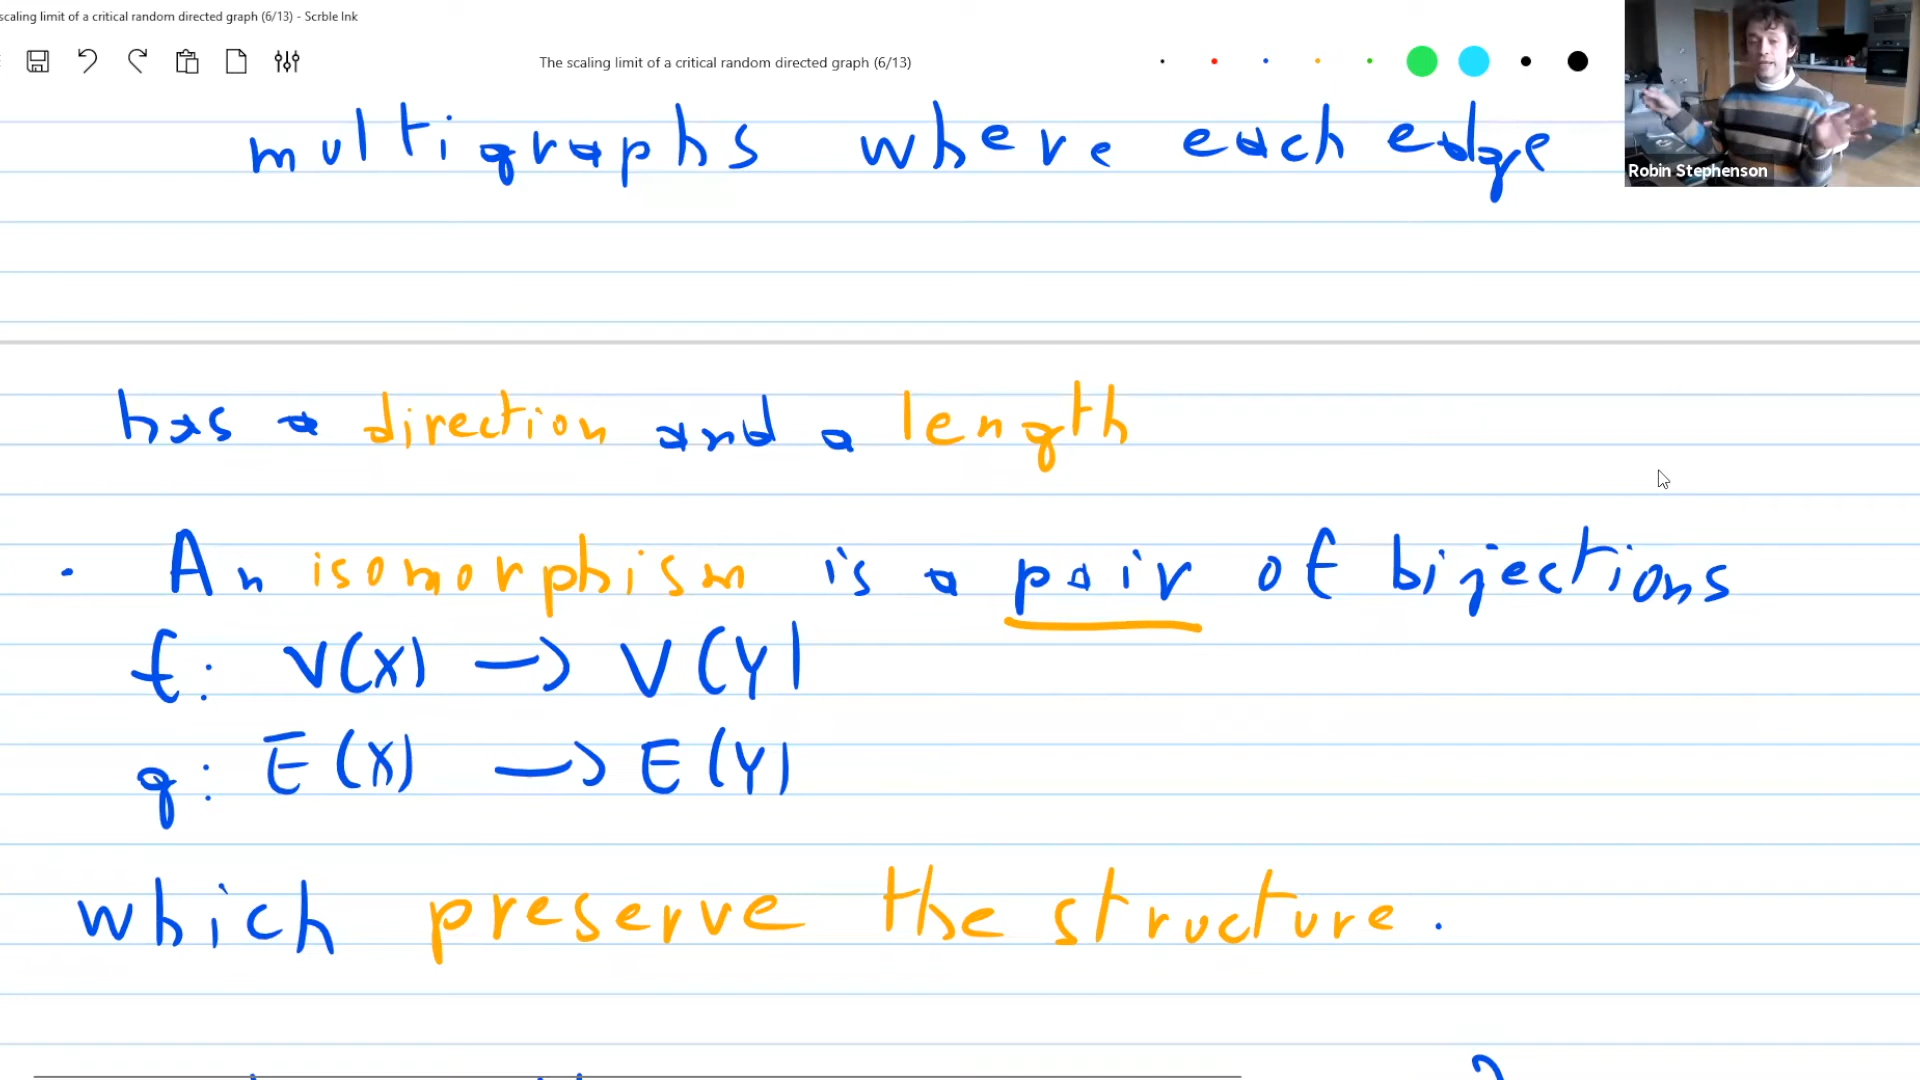 scaling limit of a critical random directed graph (6/13) - Scrble Ink
The scaling limit of a critical random directed graph (6/13)
Robin Stephenson
multigraphs where each edge
has a direction and a length
· An isomorphism is a pair of bijections
f: V(X) → V(Y)
g: E(X) → E(Y)
which preserve the structure.